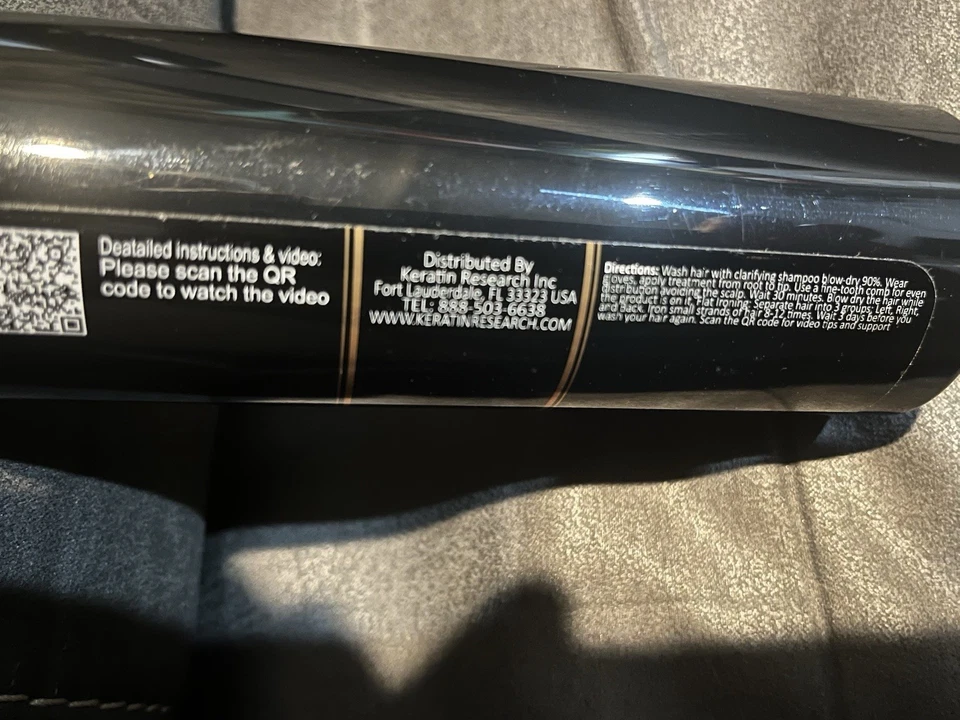 Deatailed instructions & video:
Please scan the QR
code to watch the video
Distributed By
Keratin Research Inc
Fort Lauderdale, FL 33323 USA
TEL: 888-503-6638
WWW.KERATINRESEARCH.COM
Directions: Wash hair with clarifying shampoo blow-dry 90%. Wear
gloves, apply treatment from root to tip. Use a fine-tooth comb for even
distribution avoiding the scalp. Wait 30 minutes. Blow dry the hair while
the product is on it. Flat Ironing: Separate hair into 3 groups; Left, Right,
and Back. Iron small strands of hair 8-12 times. Wait 3 days before you
wash your hair again. Scan the QR code for video tips and support